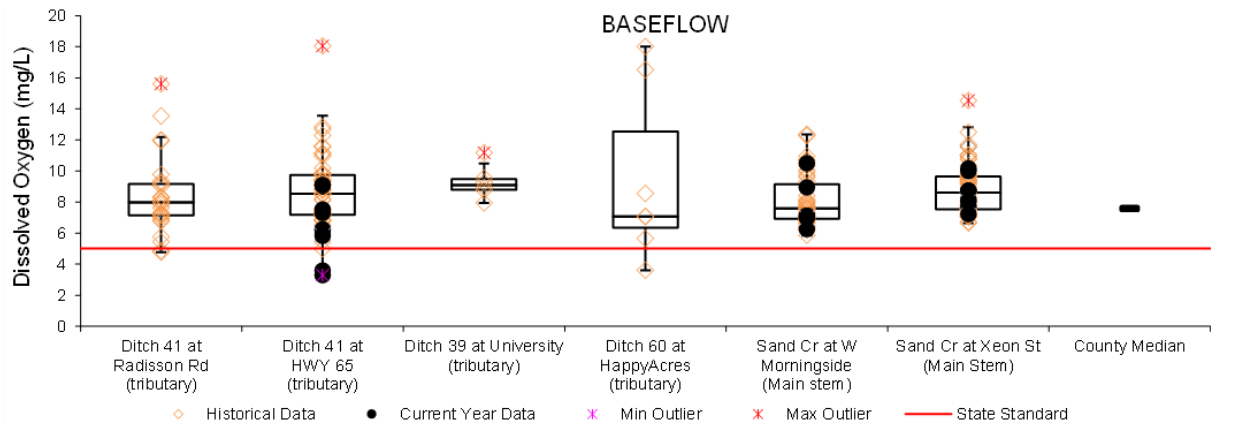 BASEFLOW
Dissolved Oxygen (mg/L)
20
18
16
14
12
10
8
6
4
2
0
Ditch 41 at
Radisson Rd
(tributary)
Ditch 41 at
HWY 65
(tributary)
Ditch 39 at University
(tributary)
Ditch 60 at
HappyAcres
(tributary)
Sand Cr at W
Morningside
(Main stem)
Sand Cr at Xeon St
(Main Stem)
County Median
Historical Data
Current Year Data
Min Outlier
Max Outlier
State Standard